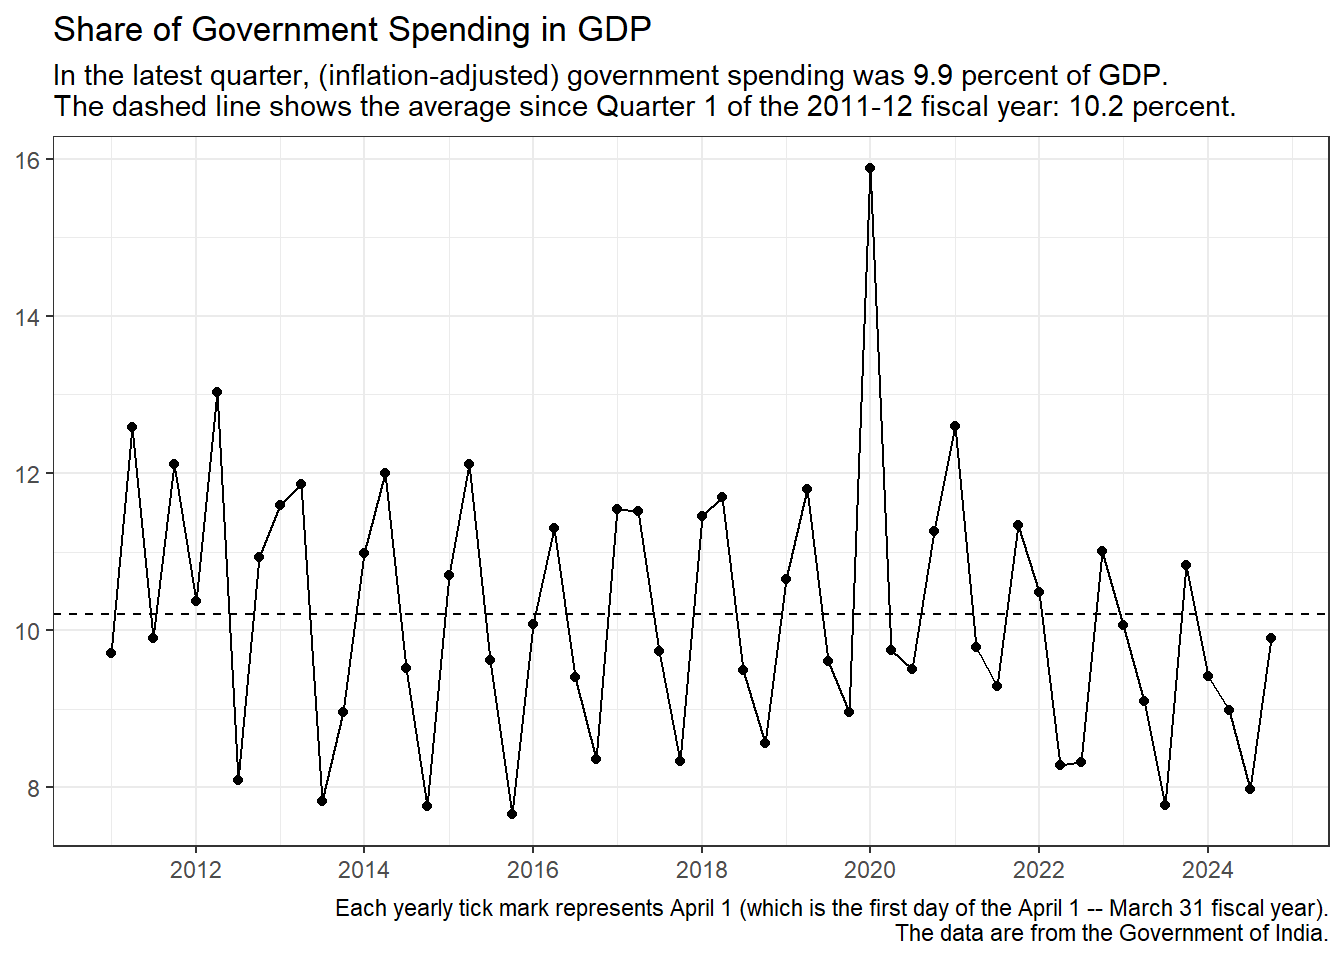 Share of Government Spending in GDP
In the latest quarter, (inflation-adjusted) government spending was 9.9 percent of GDP.
The dashed line shows the average since Quarter 1 of the 2011-12 fiscal year: 10.2 percent.
16
14
12
10
8
2012 2014 2016 2018 2020 2022 2024
Each yearly tick mark represents April 1 (which is the first day of the April 1 -- March 31 fiscal year).
The data are from the Government of India.